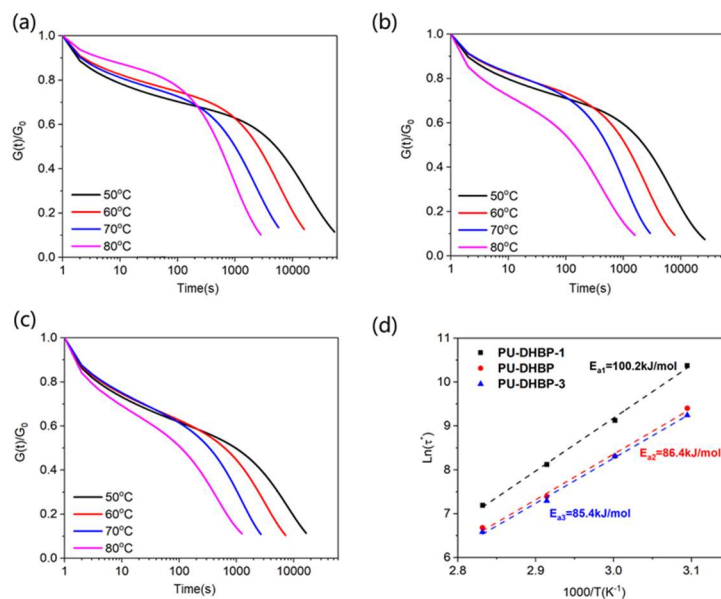 (a)
1.0
0.8
0.6
0.4
0.2
0.0
G(t)/G0
50°C
60°C
70°C
80°C
1 10 100 1000 10000
Time(s)
(b)
1.0
0.8
0.6
0.4
0.2
0.0
G(t)/G0
50°C
60°C
70°C
80°C
1 10 100 1000 10000
Time(s)
(c)
1.0
0.8
0.6
0.4
0.2
0.0
G(t)/G0
50°C
60°C
70°C
80°C
1 10 100 1000 10000
Time(s)
(d)
11
10
9
8
7
6
5
Ln(τ*)
PU-DHBP-1
PU-DHBP
PU-DHBP-3
Ea1=100.2kJ/mol
Ea2=86.4kJ/mol
Ea3=85.4kJ/mol
2.8 2.9 3.0 3.1
1000/T(K-1)